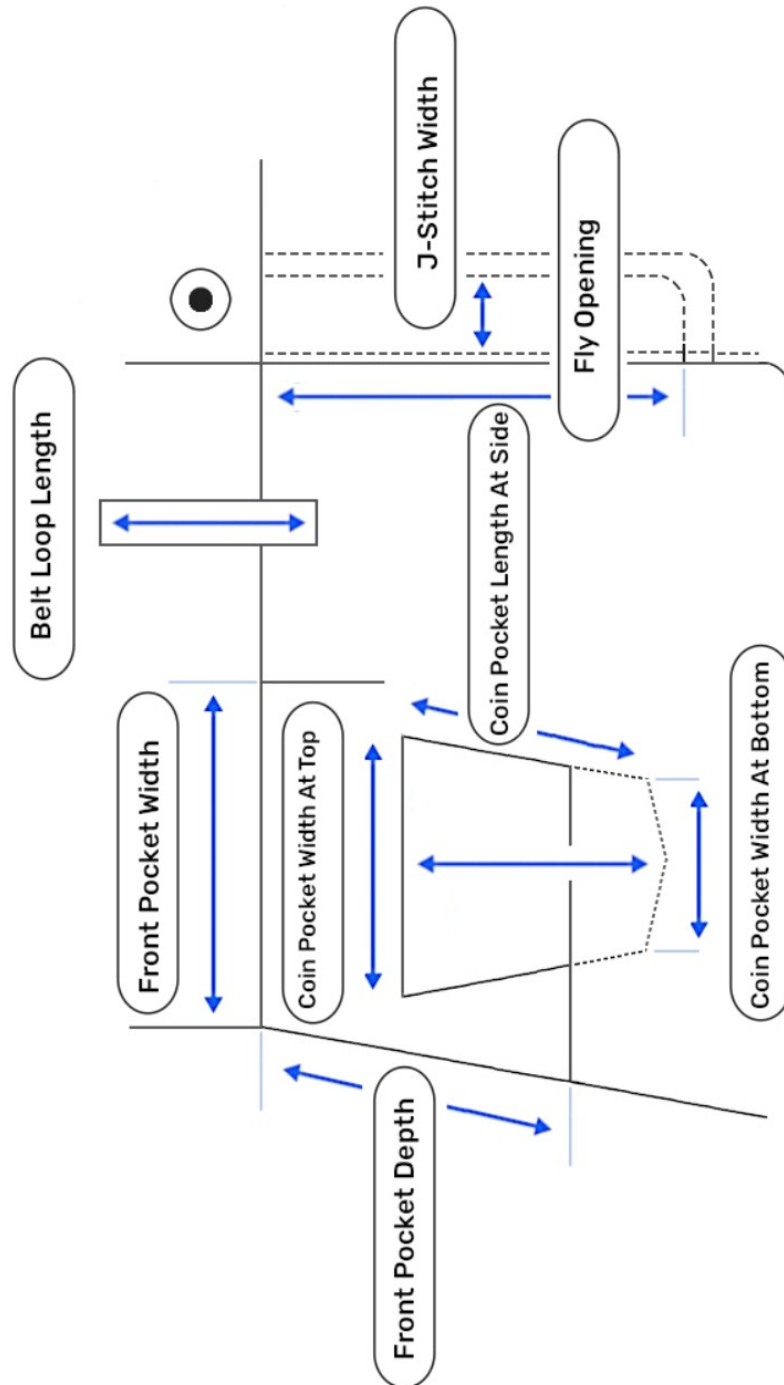 Belt Loop Length
Front Pocket Width
Coin Pocket Width At Top
Front Pocket Depth
J-Stitch Width
Coin Pocket Length At Side
Fly Opening
Coin Pocket Width At Bottom